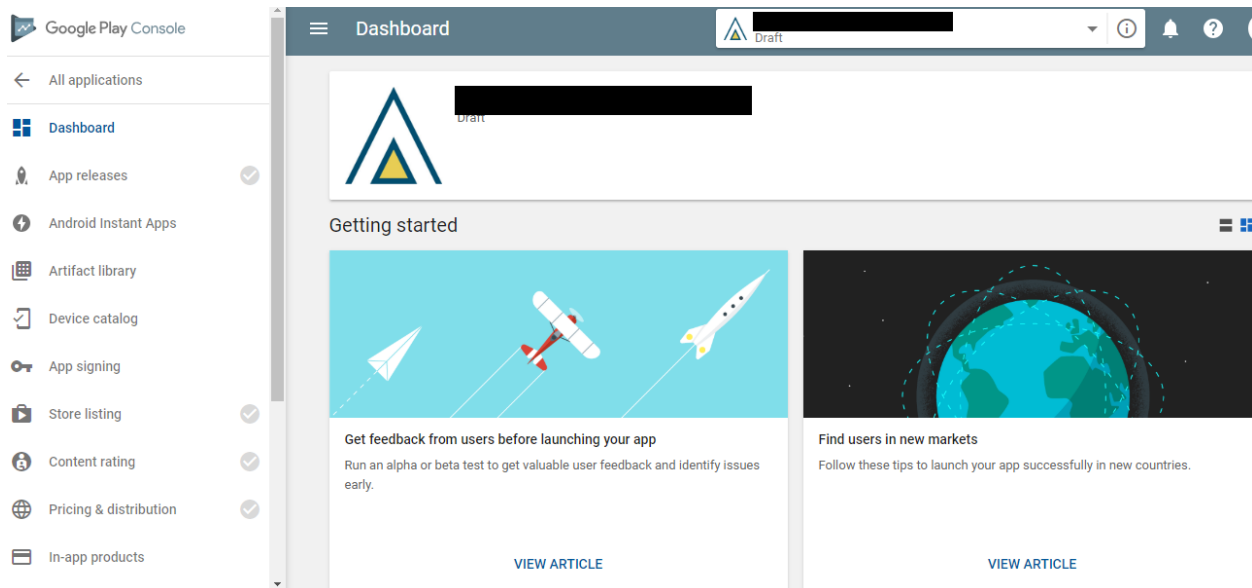 Google Play Console
Dashboard
Draft
All applications
Dashboard
App releases
Android Instant Apps
Artifact library
Device catalog
App signing
Store listing
Content rating
Pricing & distribution
In-app products
Draft
Getting started
Get feedback from users before launching your app
Run an alpha or beta test to get valuable user feedback and identify issues
early.
VIEW ARTICLE
Find users in new markets
Follow these tips to launch your app successfully in new countries.
VIEW ARTICLE